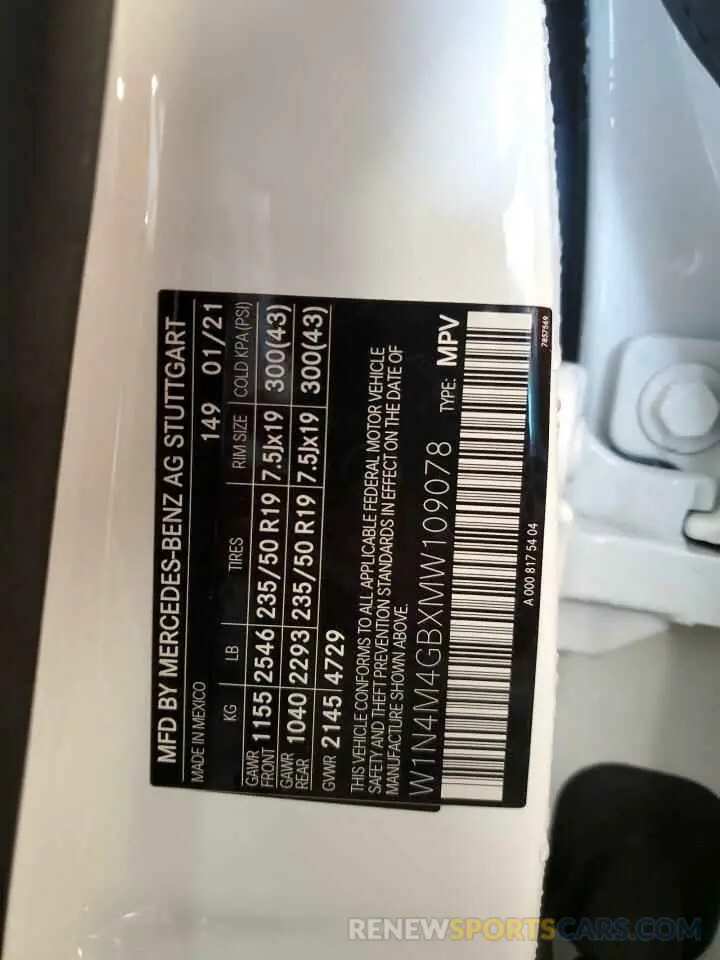 MFD BY MERCEDES-BENZ AG STUTTGART
MADE IN MEXICO 149 01/21
KG LB TIRES RIM SIZE COLD KPA (PSI)
GAWR FRONT 1155 2546 235/50 R19 7.5Jx19 300(43)
GAWR REAR 1040 2293 235/50 R19 7.5Jx19 300(43)
GVWR 2145 4729
THIS VEHICLE CONFORMS TO ALL APPLICABLE FEDERAL MOTOR VEHICLE
SAFETY AND THEFT PREVENTION STANDARDS IN EFFECT ON THE DATE OF
MANUFACTURE SHOWN ABOVE.
W1N4M4GBXMW109078 TYPE: MPV
A 000 817 54 04 7857569
RENEWSPORTSCARS.COM